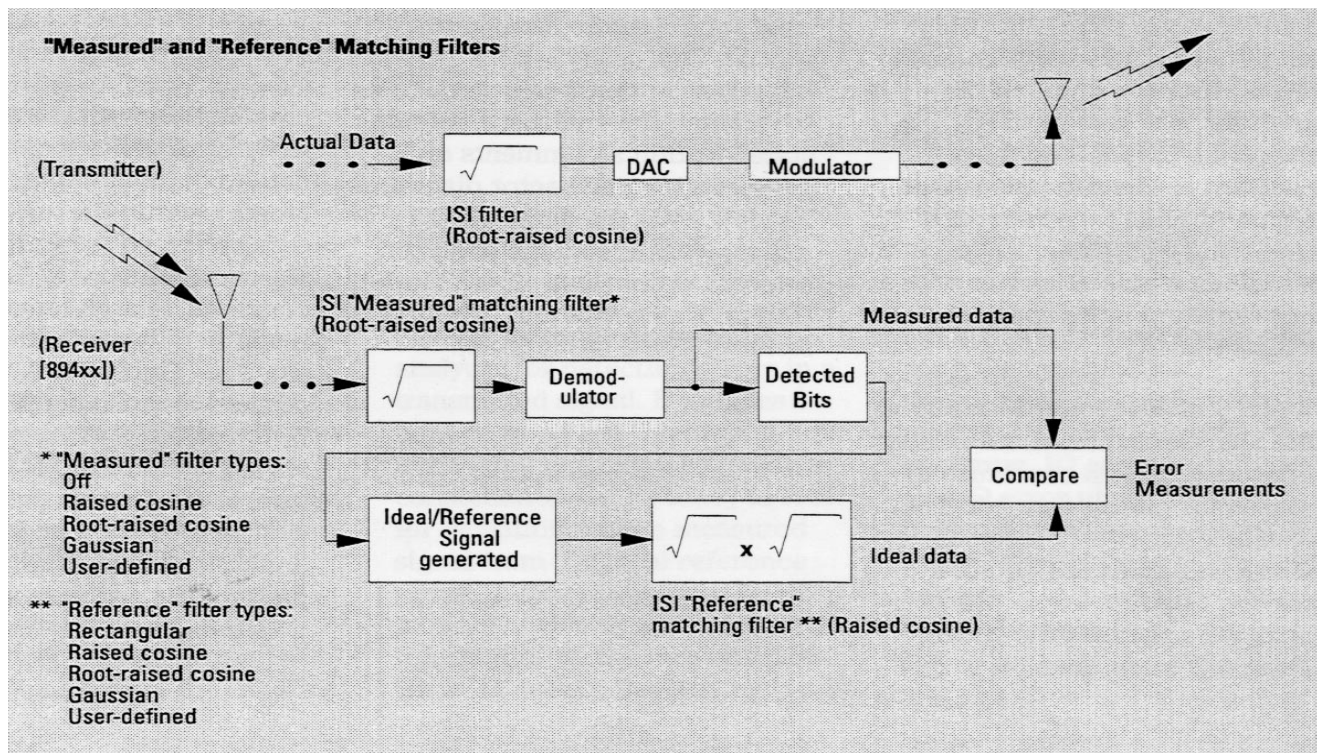 "Measured" and "Reference" Matching Filters
Actual Data
(Transmitter)
DAC
Modulator
ISI filter
(Root-raised cosine)
ISI "Measured" matching filter*
(Root-raised cosine)
Measured data
(Receiver
[894xx])
Demod-
ulator
Detected
Bits
* "Measured" filter types:
Off
Raised cosine
Root-raised cosine
Gaussian
User-defined
Compare
Error
Measurements
Ideal/Reference
Signal
generated
√ x √
Ideal data
ISI "Reference"
matching filter ** (Raised cosine)
** "Reference" filter types:
Rectangular
Raised cosine
Root-raised cosine
Gaussian
User-defined